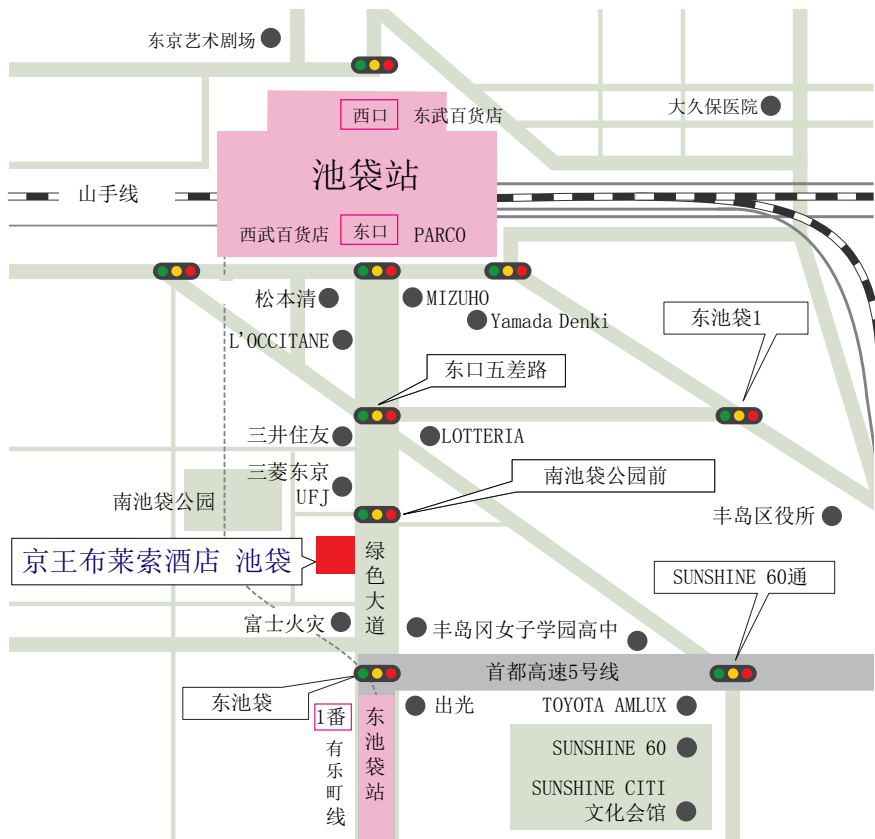 东京艺术剧场
西口
东武百货店
大久保医院
池袋站
山手线
西武百货店
东口
PARCO
松本清
MIZUHO
Yamada Denki
东池袋1
L'OCCITANE
东口五差路
三井住友
LOTTERIA
三菱东京
UFJ
南池袋公园前
南池袋公园
丰岛区役所
京王布莱索酒店 池袋
绿色大道
SUNSHINE 60通
富士火灾
丰岛冈女子学园高中
首都高速5号线
东池袋
1番
东池袋站
有乐町线
出光
TOYOTA AMLUX
SUNSHINE 60
SUNSHINE CITI
文化会馆